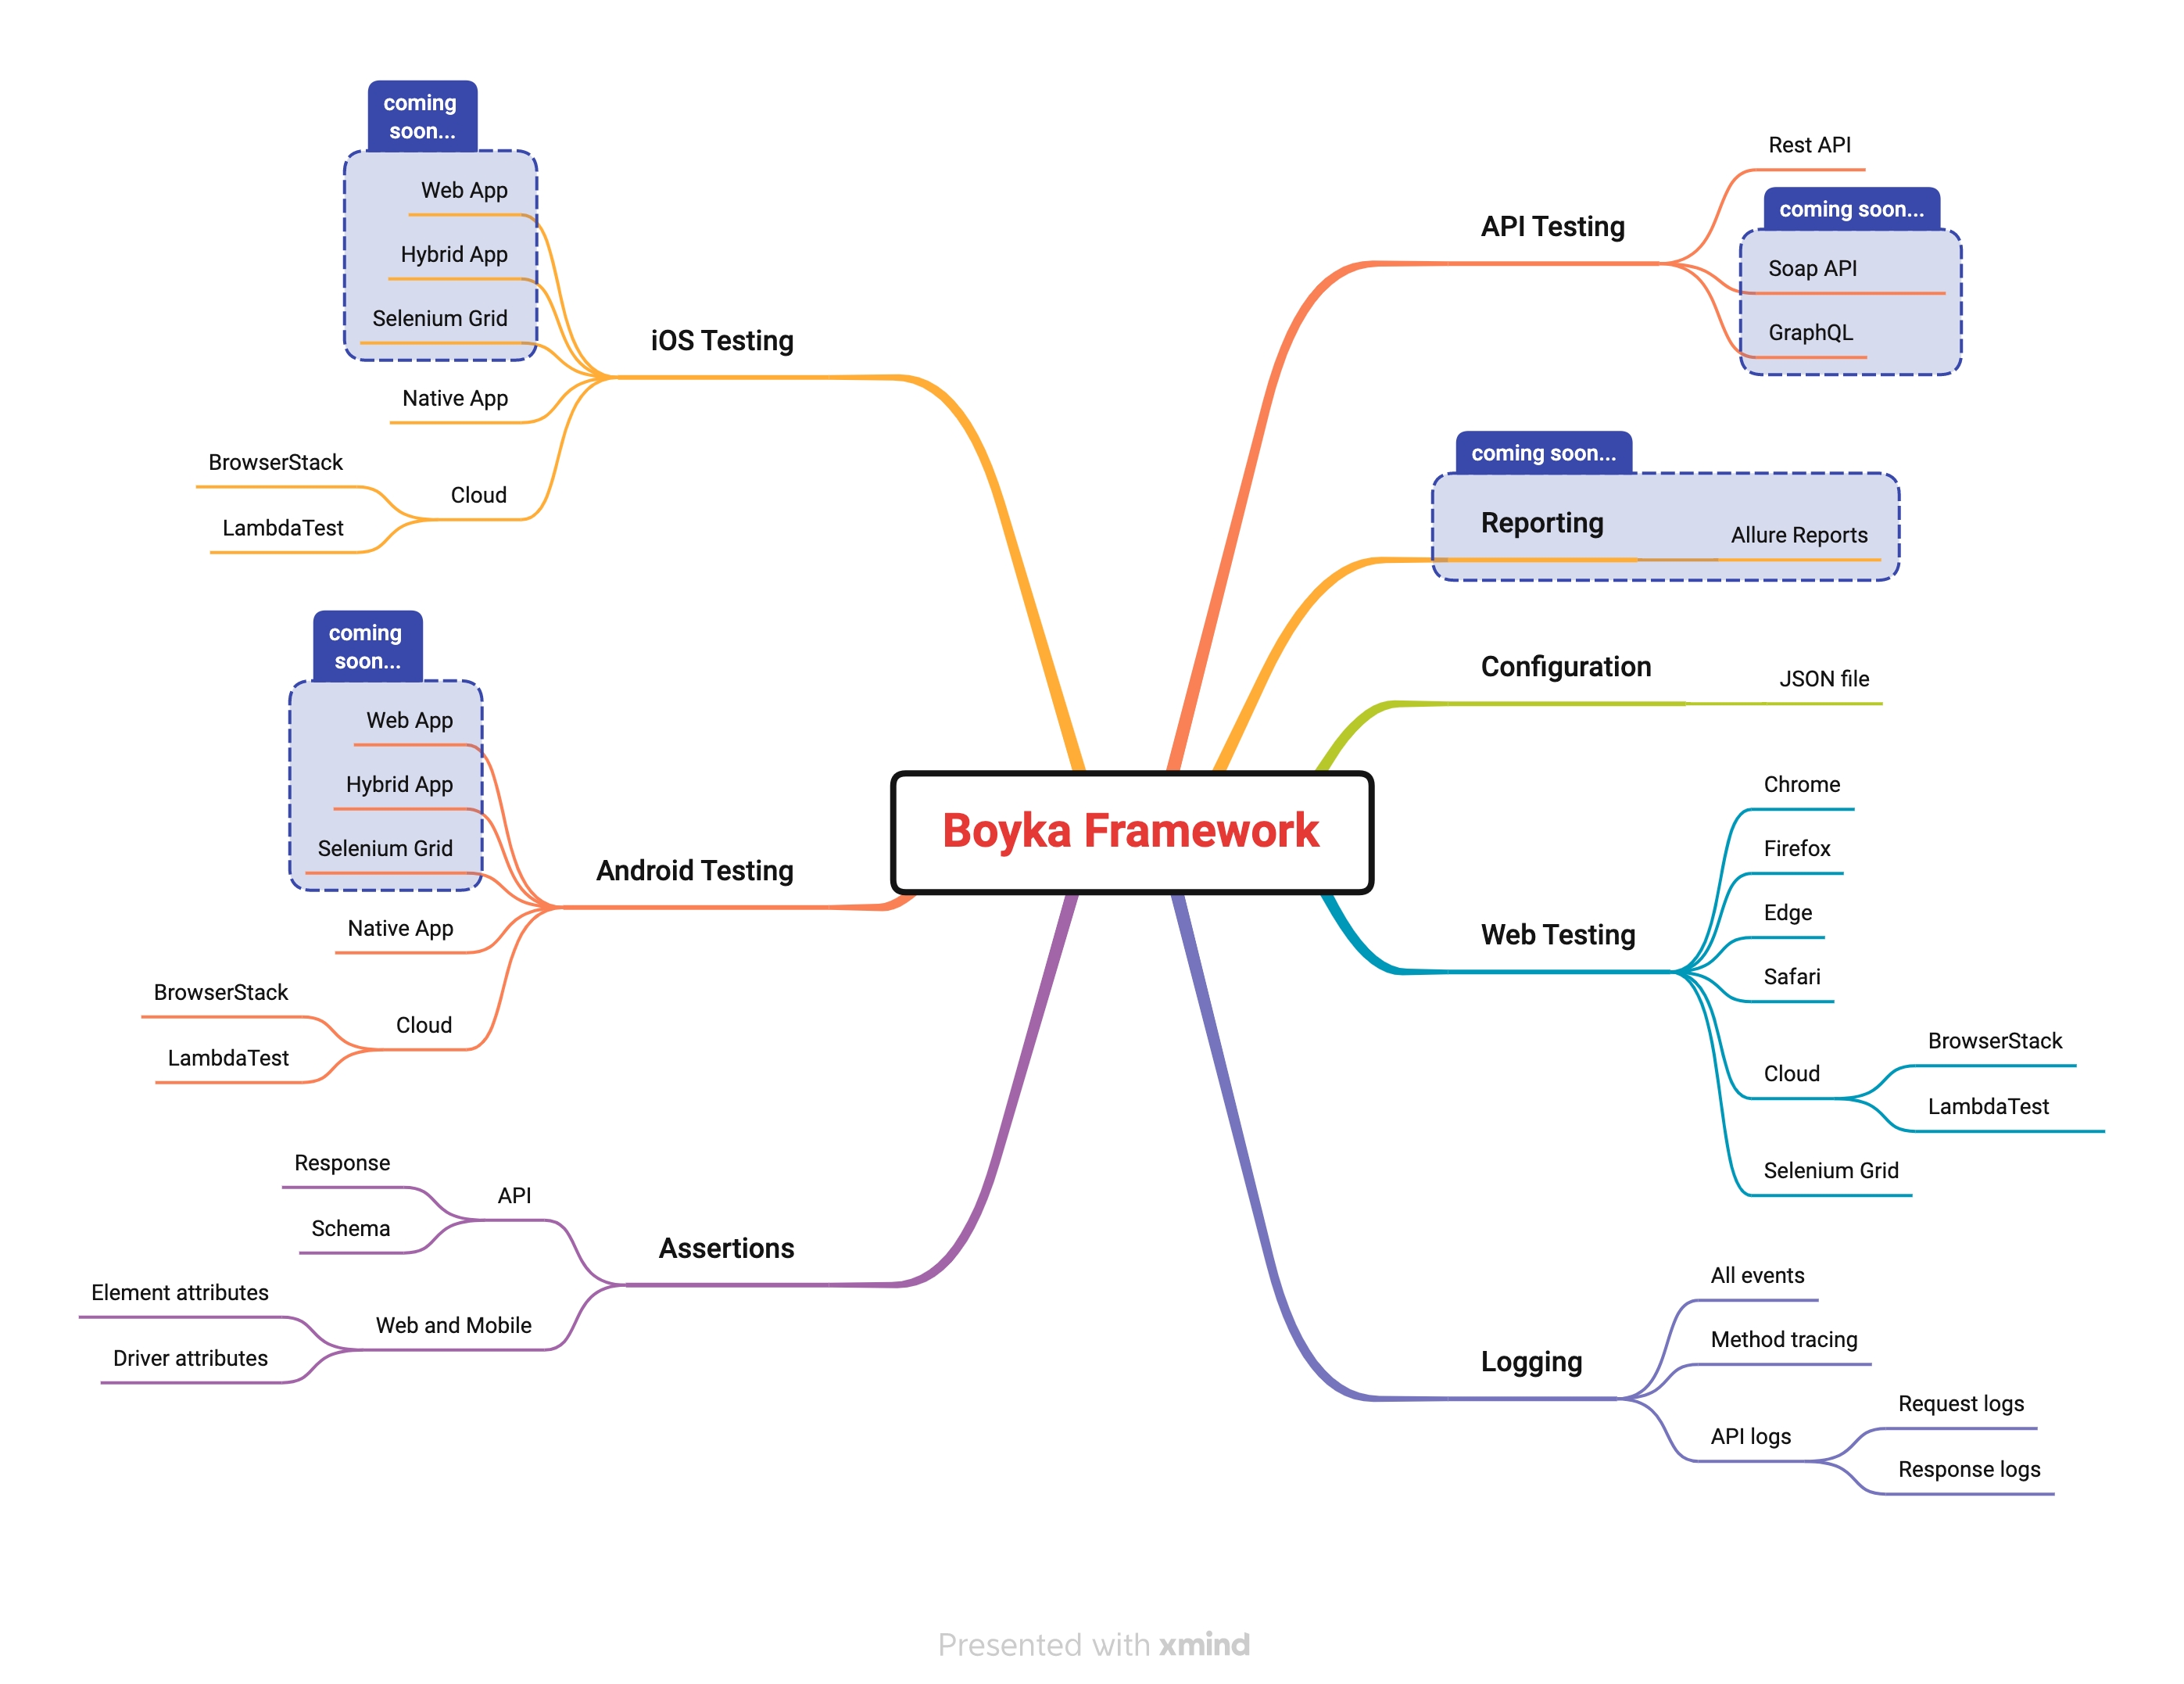 Boyka Framework
API Testing
Rest API
coming soon...
Soap API
GraphQL
coming soon...
Reporting
Allure Reports
Configuration
JSON file
Web Testing
Chrome
Firefox
Edge
Safari
Cloud
BrowserStack
LambdaTest
Selenium Grid
Logging
All events
Method tracing
API logs
Request logs
Response logs
iOS Testing
coming
soon...
Web App
Hybrid App
Selenium Grid
Native App
Cloud
BrowserStack
LambdaTest
Android Testing
coming
soon...
Web App
Hybrid App
Selenium Grid
Native App
Cloud
BrowserStack
LambdaTest
Assertions
API
Response
Schema
Web and Mobile
Element attributes
Driver attributes
Presented with xmind